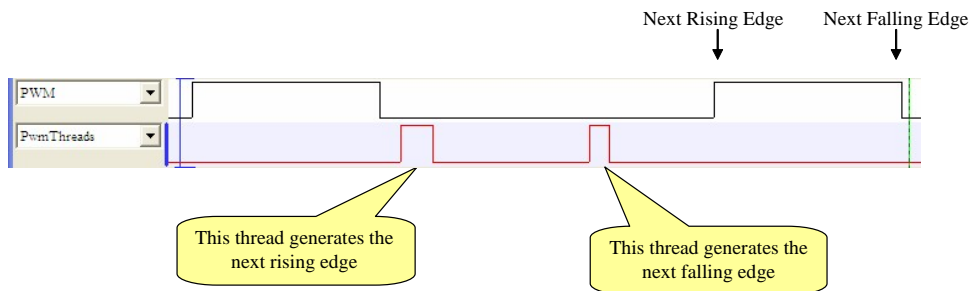 Next Rising Edge
Next Falling Edge
PWM
PwmThreads
This thread generates the
next rising edge
This thread generates the
next falling edge